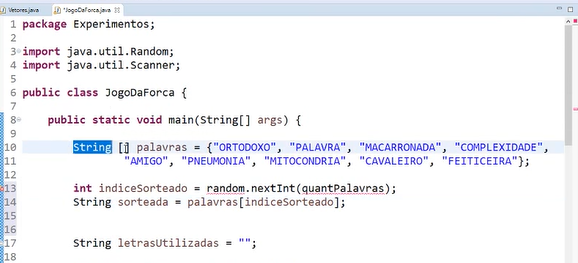 Vetores.java
*JogoDaForca.java
1 package Experimentos;
2
3 import java.util.Random;
4 import java.util.Scanner;
5
6 public class JogoDaForca {
7
8 public static void main(String[] args) {
9
10 String [] palavras = {"ORTODOXO", "PALAVRA", "MACARRONADA", "COMPLEXIDADE",
11 "AMIGO", "PNEUMONIA", "MITOCONDRIA", "CAVALEIRO", "FEITICEIRA"};
12
13 int indiceSorteado = random.nextInt(quantPalavras);
14 String sorteada = palavras[indiceSorteado];
17 String letrasUtilizadas = "";
18